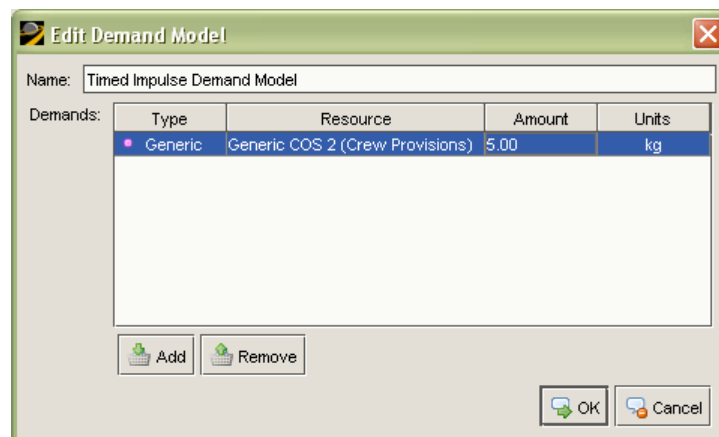 Edit Demand Model
Name: Timed Impulse Demand Model
Demands: Type Resource Amount Units
Generic Generic COS 2 (Crew Provisions) 5.00 kg
Add Remove
OK Cancel